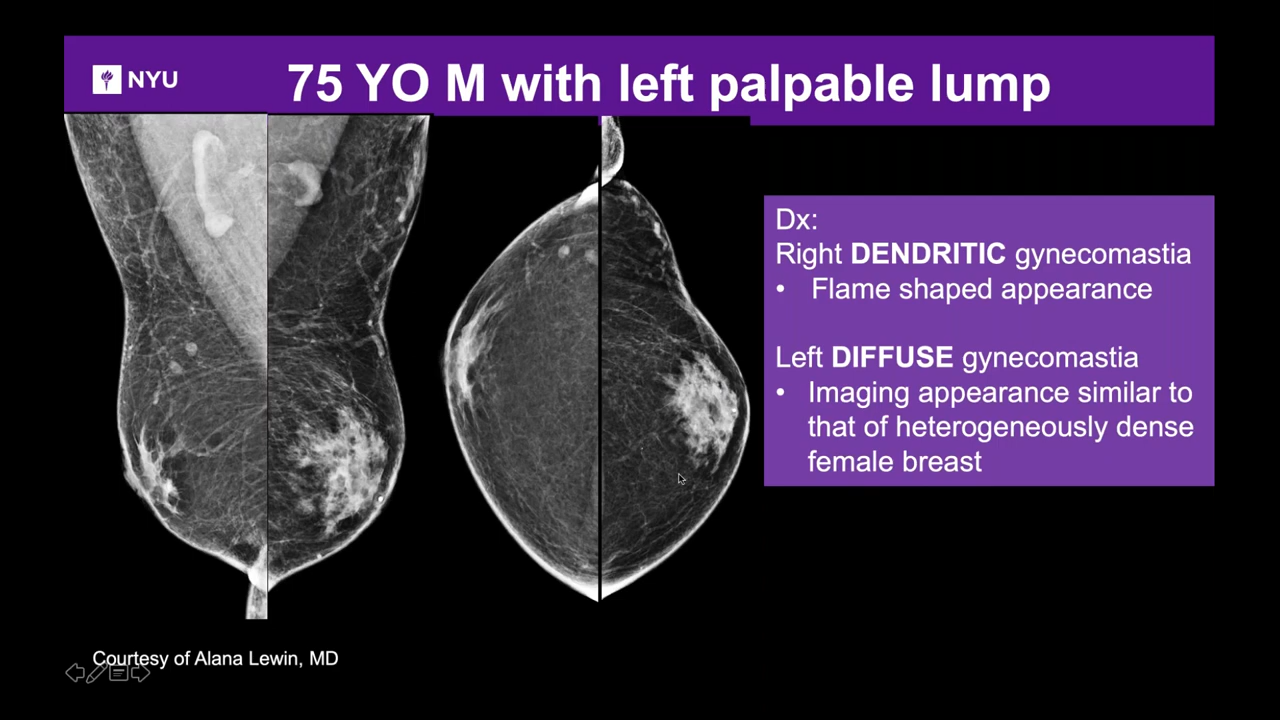 NYU
75 YO M with left palpable lump
Dx:
Right DENDRITIC gynecomastia
• Flame shaped appearance
Left DIFFUSE gynecomastia
• Imaging appearance similar to
that of heterogeneously dense
female breast
Courtesy of Alana Lewin, MD